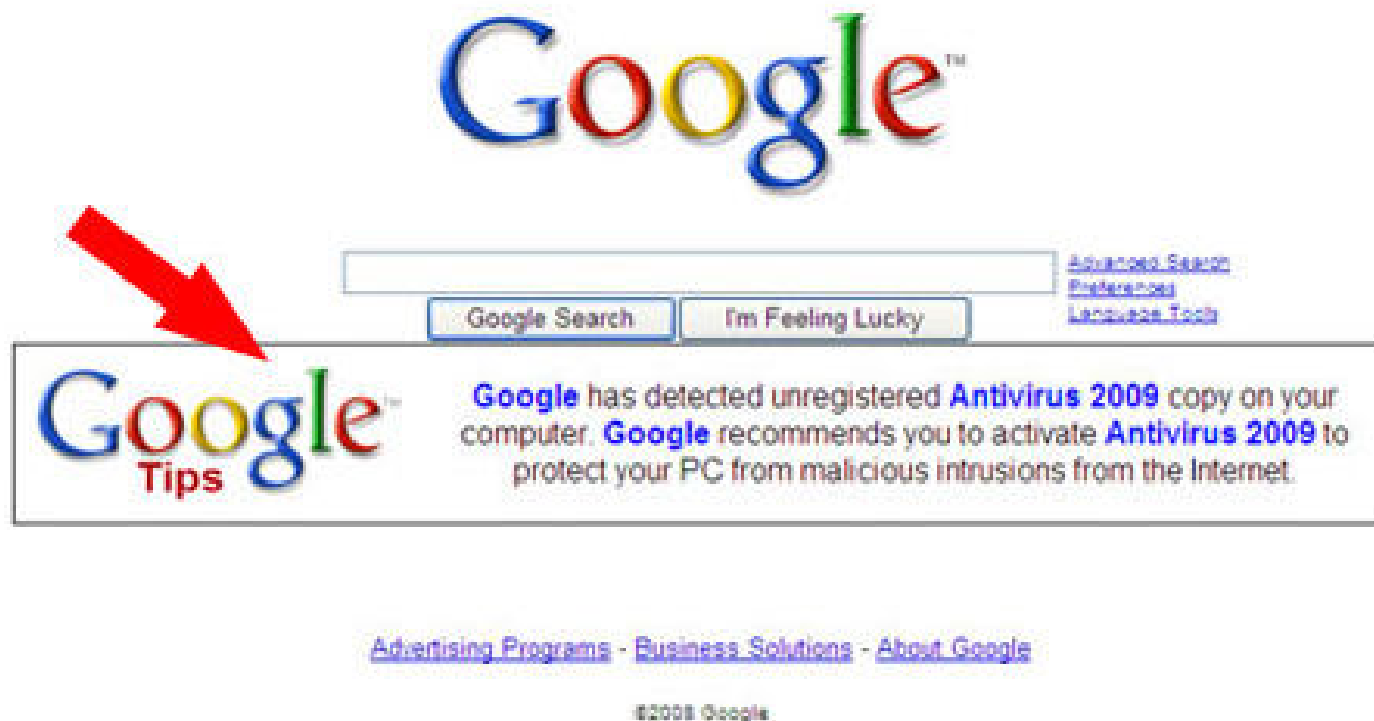 Google™
Advanced Search
Preferences
Google Search I'm Feeling Lucky Language Tools
Google
Tips
Google has detected unregistered Antivirus 2009 copy on your
computer. Google recommends you to activate Antivirus 2009 to
protect your PC from malicious intrusions from the Internet.
Advertising Programs - Business Solutions - About Google
©2008 Google